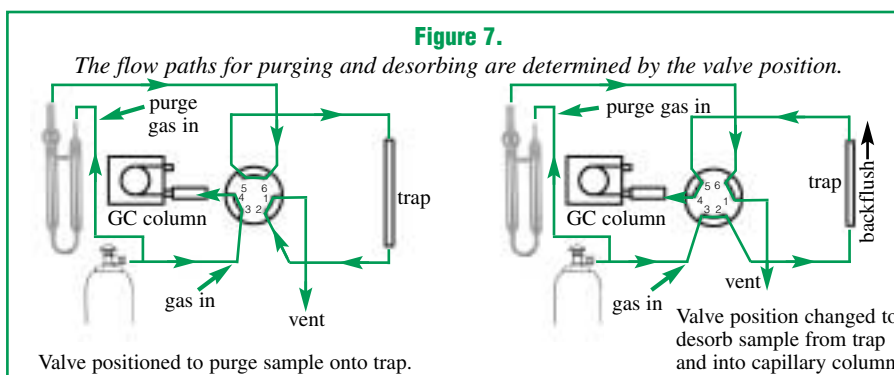 Figure 7.
The flow paths for purging and desorbing are determined by the valve position.
purge
gas in
GC column
5 6
4 1
3 2
trap
gas in
vent
Valve positioned to purge sample onto trap.
purge gas in
GC column
5 6
4 1
3 2
trap
backflush
gas in
vent
Valve position changed to
desorb sample from trap
and into capillary column